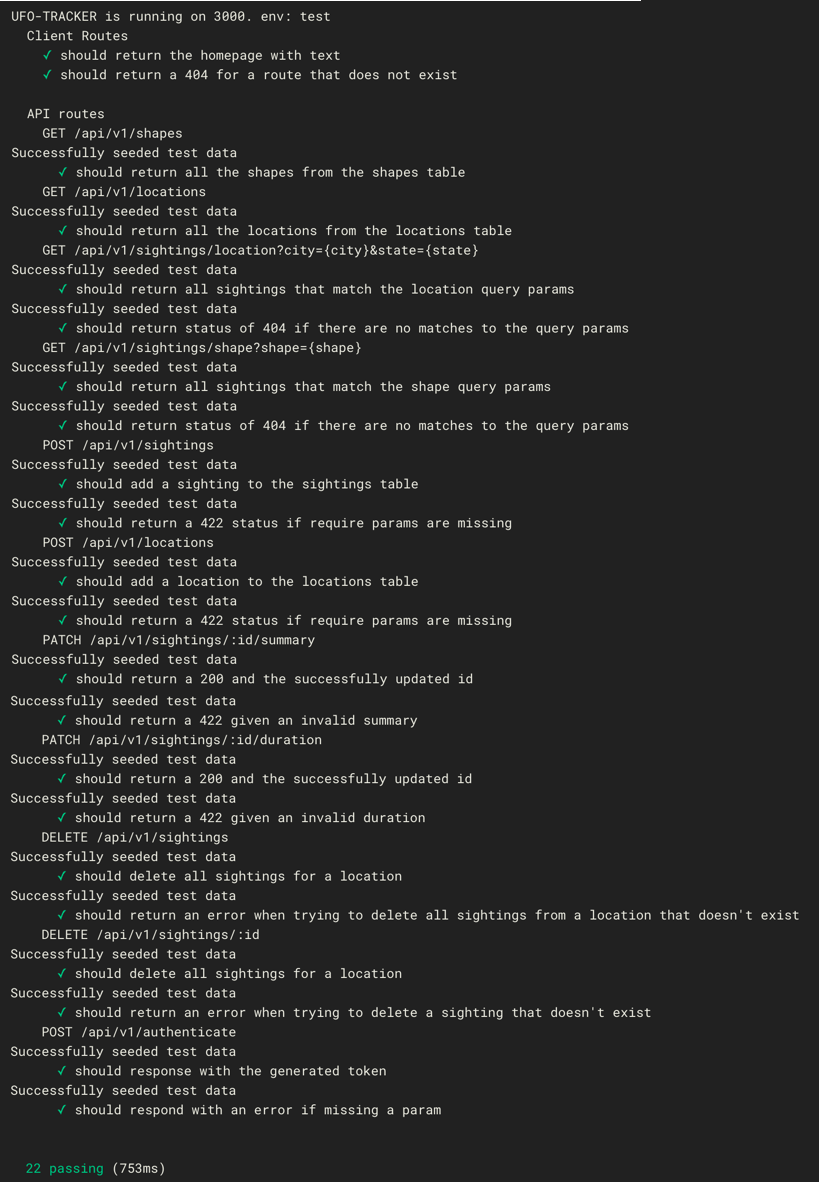 UFO-TRACKER is running on 3000. env: test
Client Routes
✓ should return the homepage with text
✓ should return a 404 for a route that does not exist
API routes
GET /api/v1/shapes
Successfully seeded test data
✓ should return all the shapes from the shapes table
GET /api/v1/locations
Successfully seeded test data
✓ should return all the locations from the locations table
GET /api/v1/sightings/location?city={city}&state={state}
Successfully seeded test data
✓ should return all sightings that match the location query params
Successfully seeded test data
✓ should return status of 404 if there are no matches to the query params
GET /api/v1/sightings/shape?shape={shape}
Successfully seeded test data
✓ should return all sightings that match the shape query params
Successfully seeded test data
✓ should return status of 404 if there are no matches to the query params
POST /api/v1/sightings
Successfully seeded test data
✓ should add a sighting to the sightings table
Successfully seeded test data
✓ should return a 422 status if require params are missing
POST /api/v1/locations
Successfully seeded test data
✓ should add a location to the locations table
Successfully seeded test data
✓ should return a 422 status if require params are missing
PATCH /api/v1/sightings/:id/summary
Successfully seeded test data
✓ should return a 200 and the successfully updated id
Successfully seeded test data
✓ should return a 422 given an invalid summary
PATCH /api/v1/sightings/:id/duration
Successfully seeded test data
✓ should return a 200 and the successfully updated id
Successfully seeded test data
✓ should return a 422 given an invalid duration
DELETE /api/v1/sightings
Successfully seeded test data
✓ should delete all sightings for a location
Successfully seeded test data
✓ should return an error when trying to delete all sightings from a location that doesn't exist
DELETE /api/v1/sightings/:id
Successfully seeded test data
✓ should delete all sightings for a location
Successfully seeded test data
✓ should return an error when trying to delete a sighting that doesn't exist
POST /api/v1/authenticate
Successfully seeded test data
✓ should response with the generated token
Successfully seeded test data
✓ should respond with an error if missing a param
22 passing (753ms)